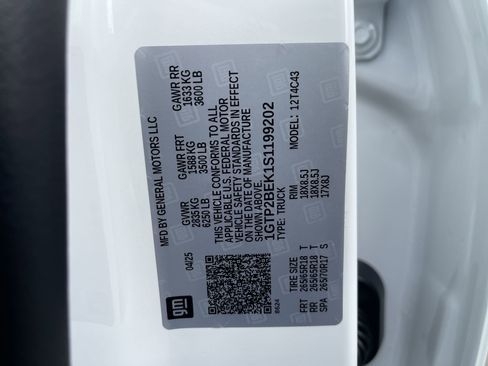 MFD BY GENERAL MOTORS LLC
04/25
GVWR
2835 KG
6250 LB
GAWR FRT
1588 KG
3500 LB
GAWR RR
1633 KG
3600 LB
THIS VEHICLE CONFORMS TO ALL
APPLICABLE U.S. FEDERAL MOTOR
VEHICLE SAFETY STANDARDS IN EFFECT
ON THE DATE OF MANUFACTURE
SHOWN ABOVE.
1GTP2BEK1S1199202
TYPE: TRUCK
MODEL: 12T4C43
TIRE SIZE RIM
FRT 265/65R18 T 18X8.5J
RR 265/65R18 T 18X8.5J
SPA 265/70R17 S 17X8J
gm
8624